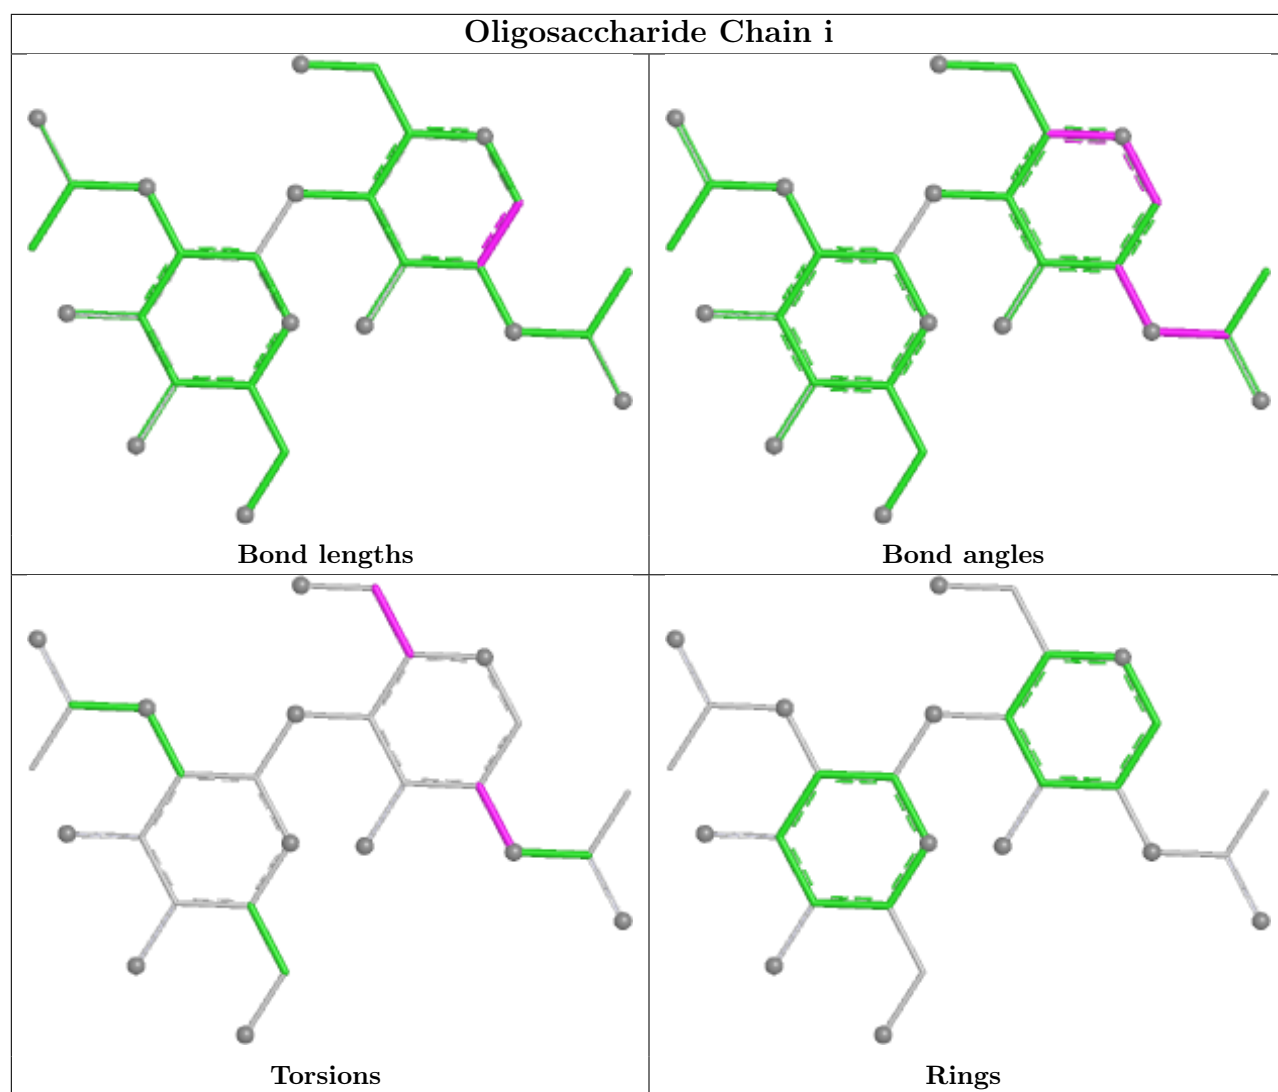 Oligosaccharide Chain i
Bond lengths
Bond angles
Torsions
Rings